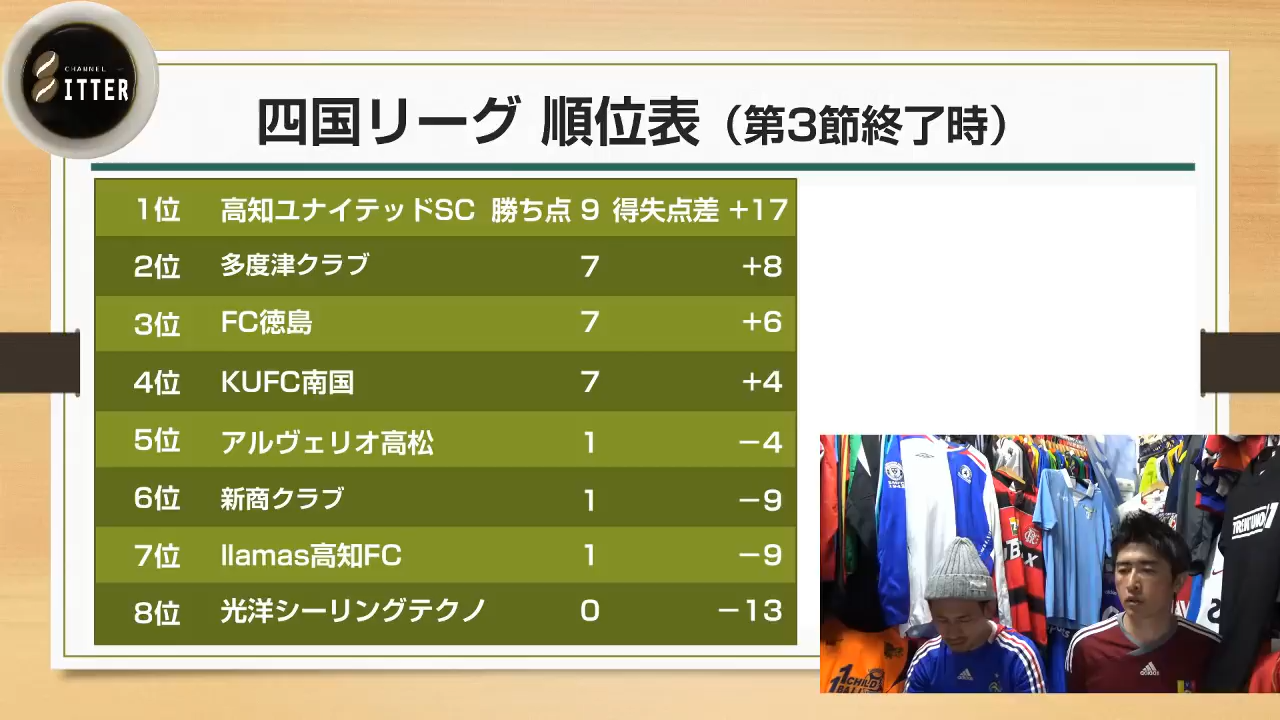 CHANNEL
ITTER
四国リーグ 順位表（第3節終了時）
1位 高知ユナイテッドSC 勝ち点 9 得失点差 +17
2位 多度津クラブ 7 +8
3位 FC徳島 7 +6
4位 KUFC南国 7 +4
5位 アルヴェリオ高松 1 −4
6位 新商クラブ 1 −9
7位 llamas高知FC 1 −9
8位 光洋シーリングテクノ 0 −13
TREN'UNO
adidas
adidas